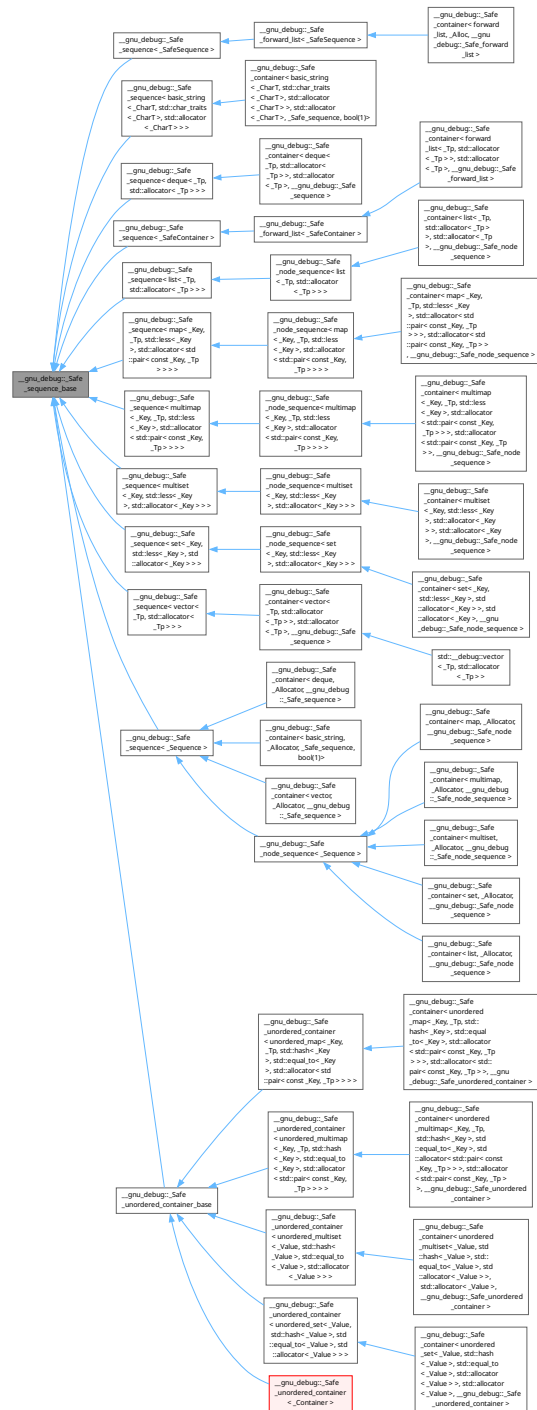 __gnu_debug::_Safe
_sequence_base
__gnu_debug::_Safe
_sequence< _SafeSequence >
__gnu_debug::_Safe
_sequence< basic_string
< _CharT, std::char_traits
< _CharT >, std::allocator
< _CharT > > >
__gnu_debug::_Safe
_sequence< deque< _Tp,
std::allocator< _Tp > > >
__gnu_debug::_Safe
_sequence< _SafeContainer >
__gnu_debug::_Safe
_sequence< list< _Tp,
std::allocator< _Tp > > >
__gnu_debug::_Safe
_sequence< map< _Key,
_Tp, std::less< _Key
>, std::allocator< std
::pair< const _Key, _Tp
> > > >
__gnu_debug::_Safe
_sequence< multimap
< _Key, _Tp, std::less
< _Key >, std::allocator
< std::pair< const _Key,
_Tp > > > >
__gnu_debug::_Safe
_sequence< multiset
< _Key, std::less< _Key
>, std::allocator< _Key > > >
__gnu_debug::_Safe
_sequence< set< _Key,
std::less< _Key >, std
::allocator< _Key > > >
__gnu_debug::_Safe
_sequence< vector<
_Tp, std::allocator
< _Tp > > >
__gnu_debug::_Safe
_sequence< _Sequence >
__gnu_debug::_Safe
_unordered_container_base
__gnu_debug::_Safe
_forward_list< _SafeSequence >
__gnu_debug::_Safe
_container< basic_string
< _CharT, std::char_traits
< _CharT >, std::allocator
< _CharT > >, std::allocator
< _CharT >, _Safe_sequence, bool(1)>
__gnu_debug::_Safe
_container< deque<
_Tp, std::allocator<
_Tp > >, std::allocator
< _Tp >, __gnu_debug::_Safe
_sequence >
__gnu_debug::_Safe
_forward_list< _SafeContainer >
__gnu_debug::_Safe
_node_sequence< list
< _Tp, std::allocator
< _Tp > > >
__gnu_debug::_Safe
_node_sequence< map
< _Key, _Tp, std::less
< _Key >, std::allocator
< std::pair< const _Key,
_Tp > > > >
__gnu_debug::_Safe
_node_sequence< multimap
< _Key, _Tp, std::less
< _Key >, std::allocator
< std::pair< const _Key,
_Tp > > > >
__gnu_debug::_Safe
_node_sequence< multiset
< _Key, std::less< _Key
>, std::allocator< _Key > > >
__gnu_debug::_Safe
_node_sequence< set
< _Key, std::less< _Key
>, std::allocator< _Key > > >
__gnu_debug::_Safe
_container< vector<
_Tp, std::allocator
< _Tp > >, std::allocator
< _Tp >, __gnu_debug::_Safe
_sequence >
__gnu_debug::_Safe
_container< deque,
_Allocator, __gnu_debug
::_Safe_sequence >
__gnu_debug::_Safe
_container< basic_string,
_Allocator, _Safe_sequence,
bool(1)>
__gnu_debug::_Safe
_container< vector,
_Allocator, __gnu_debug
::_Safe_sequence >
__gnu_debug::_Safe
_node_sequence< _Sequence >
__gnu_debug::_Safe
_unordered_container
< unordered_map< _Key,
_Tp, std::hash< _Key
>, std::equal_to< _Key
>, std::allocator< std
::pair< const _Key, _Tp > > > >
__gnu_debug::_Safe
_unordered_container
< unordered_multimap
< _Key, _Tp, std::hash
< _Key >, std::equal_to
< _Key >, std::allocator
< std::pair< const _Key,
_Tp > > > >
__gnu_debug::_Safe
_unordered_container
< unordered_multiset
< _Value, std::hash<
_Value >, std::equal_to
< _Value >, std::allocator
< _Value > > >
__gnu_debug::_Safe
_unordered_container
< unordered_set< _Value,
std::hash< _Value >, std
::equal_to< _Value >, std
::allocator< _Value > > >
__gnu_debug::_Safe
_unordered_container
< _Container >
__gnu_debug::_Safe
_container< forward
_list, _Alloc, __gnu
_debug::_Safe_forward
_list >
__gnu_debug::_Safe
_container< forward
_list< _Tp, std::allocator
< _Tp > >, std::allocator
< _Tp >, __gnu_debug::_Safe
_forward_list >
__gnu_debug::_Safe
_container< list< _Tp,
std::allocator< _Tp >
>, std::allocator< _Tp
>, __gnu_debug::_Safe_node
_sequence >
__gnu_debug::_Safe
_container< map< _Key,
_Tp, std::less< _Key
>, std::allocator< std
::pair< const _Key, _Tp
> > >, std::allocator< std
::pair< const _Key, _Tp > >
, __gnu_debug::_Safe_node_sequence >
__gnu_debug::_Safe
_container< multimap
< _Key, _Tp, std::less
< _Key >, std::allocator
< std::pair< const _Key,
_Tp > > >, std::allocator
< std::pair< const _Key, _Tp
> >, __gnu_debug::_Safe_node
_sequence >
__gnu_debug::_Safe
_container< multiset
< _Key, std::less< _Key
>, std::allocator< _Key
> >, std::allocator< _Key
>, __gnu_debug::_Safe_node
_sequence >
__gnu_debug::_Safe
_container< set< _Key,
std::less< _Key >, std
::allocator< _Key > >, std
::allocator< _Key >, __gnu
_debug::_Safe_node_sequence >
std::__debug::vector
< _Tp, std::allocator
< _Tp > >
__gnu_debug::_Safe
_container< map, _Allocator,
__gnu_debug::_Safe_node
_sequence >
__gnu_debug::_Safe
_container< multimap,
_Allocator, __gnu_debug
::_Safe_node_sequence >
__gnu_debug::_Safe
_container< multiset,
_Allocator, __gnu_debug
::_Safe_node_sequence >
__gnu_debug::_Safe
_container< set, _Allocator,
__gnu_debug::_Safe_node
_sequence >
__gnu_debug::_Safe
_container< list, _Allocator,
__gnu_debug::_Safe_node
_sequence >
__gnu_debug::_Safe
_container< unordered
_map< _Key, _Tp, std::
hash< _Key >, std::equal
_to< _Key >, std::allocator
< std::pair< const _Key, _Tp
> > >, std::allocator< std::
pair< const _Key, _Tp > >, __gnu
_debug::_Safe_unordered_container >
__gnu_debug::_Safe
_container< unordered
_multimap< _Key, _Tp,
std::hash< _Key >, std
::equal_to< _Key >, std
::allocator< std::pair< const
_Key, _Tp > > >, std::allocator
< std::pair< const _Key, _Tp >
>, __gnu_debug::_Safe_unordered
_container >
__gnu_debug::_Safe
_container< unordered
_multiset< _Value, std
::hash< _Value >, std::
equal_to< _Value >, std
::allocator< _Value > >,
std::allocator< _Value >,
__gnu_debug::_Safe_unordered
_container >
__gnu_debug::_Safe
_container< unordered
_set< _Value, std::hash
< _Value >, std::equal_to
< _Value >, std::allocator
< _Value > >, std::allocator
< _Value >, __gnu_debug::_Safe
_unordered_container >